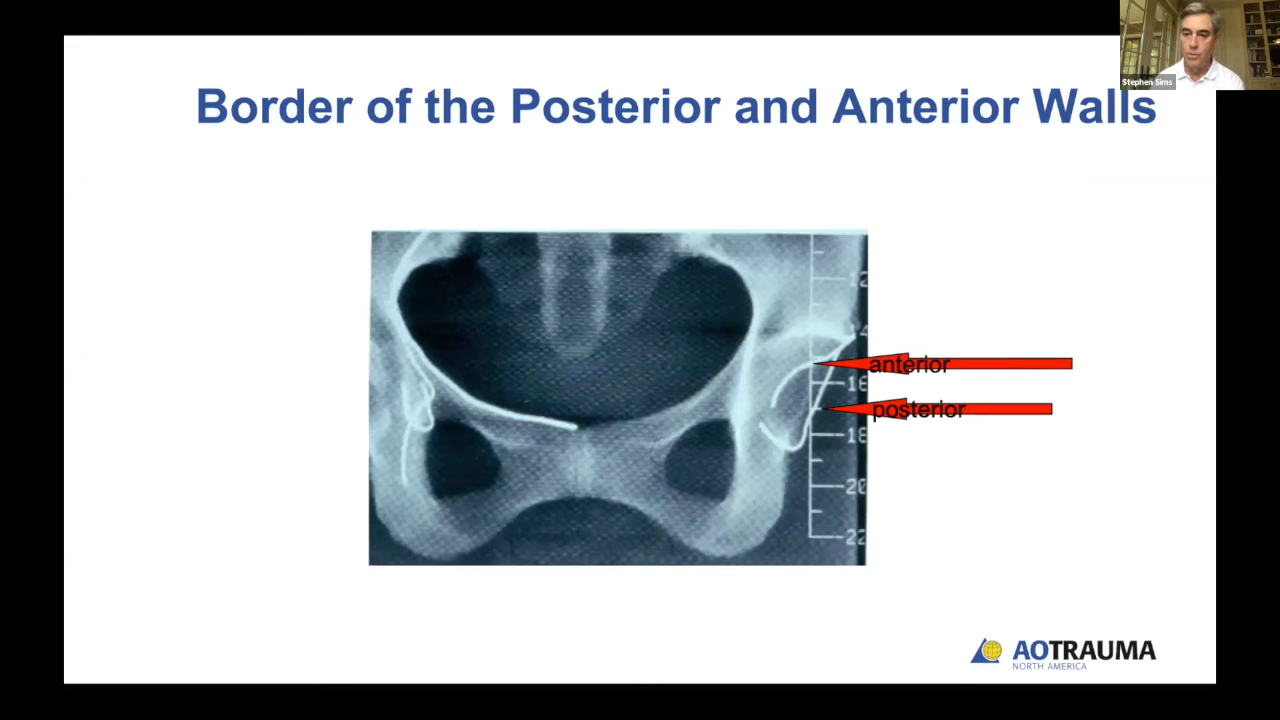 Stephen Sims
Border of the Posterior and Anterior Walls
12
14
anterior
16
posterior
18
20
22
AOTRAUMA
NORTH AMERICA